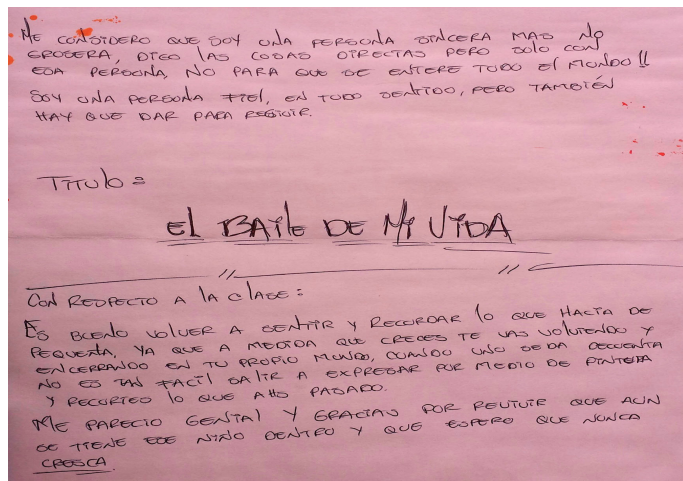 ME CONSIDERO QUE SOY UNA PERSONA SINCERA MAS NO
GROSERA, DIGO LAS COSAS DIRECTAS PERO SOLO CON
ESA PERSONA, NO PARA QUE SE ENTERE TODO El MUNDO!!
SOY UNA PERSONA FIEl, EN TODO SENTIDO, PERO TAMBIÉN
HAY QUE DAR PARA RECIVIR.
TITUlO =
El BAIlE DE MI VIDA
CON RESPECTO A lA ClASE:
ES BUENO VOlVER A SENTIR Y RECORDAR lO QUE HACIA DE
PEQUEÑA, YA QUE A MEDIDA QUE CRECES TE VAS VOlVIENDO Y
ENCERRANDO EN TU PROPIO MUNDO, CUANDO UNO SE DA DECUENTA
NO ES TAN FACIl SAlIR A EXPRESAR POR MEDIO DE PINTURA
Y RECORTES lO QUE A PASADO.
ME PARECIO GENIAl Y GRACIAS POR REVIVIR QUE AUN
SE TIENE ESE NIÑO DENTRO Y QUE ESPERO QUE NUNCA
CRESCA.